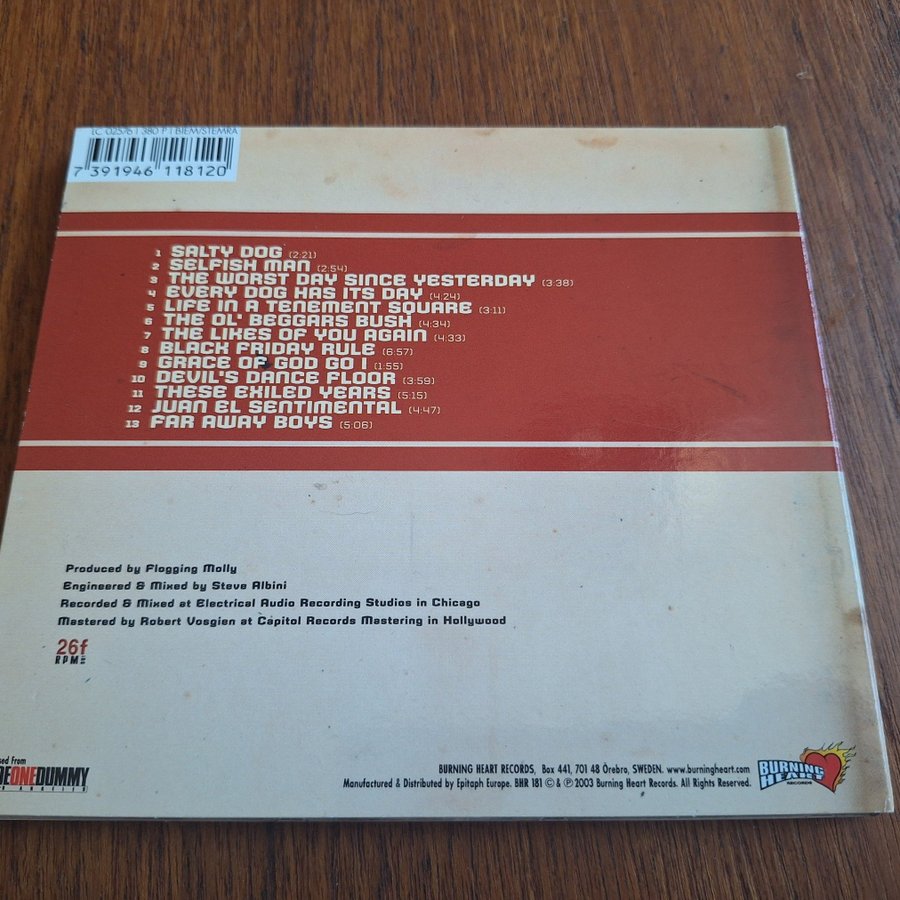 LC 02576 | 380 P | BIEM/STEMRA
7 391946 118120
1 SALTY DOG (2:21)
2 SELFISH MAN (2:54)
3 THE WORST DAY SINCE YESTERDAY (3:38)
4 EVERY DOG HAS ITS DAY (4:24)
5 LIFE IN A TENEMENT SQUARE (3:11)
6 THE OL' BEGGARS BUSH (4:34)
7 THE LIKES OF YOU AGAIN (4:33)
8 BLACK FRIDAY RULE (6:57)
9 GRACE OF GOD GO I (1:55)
10 DEVIL'S DANCE FLOOR (3:59)
11 THESE EXILED YEARS (5:15)
12 JUAN EL SENTIMENTAL (4:47)
13 FAR AWAY BOYS (5:06)
Produced by Flogging Molly
Engineered & Mixed by Steve Albini
Recorded & Mixed at Electrical Audio Recording Studios in Chicago
Mastered by Robert Vosgien at Capitol Records Mastering in Hollywood
26f
RPM
sed From
DEONEDUMMY
BURNING HEART RECORDS, Box 441, 701 48 Örebro, SWEDEN. www.burningheart.com
Manufactured & Distributed by Epitaph Europe. BHR 181 © & ℗ 2003 Burning Heart Records. All Rights Reserved.
BURNING
HEART
RECORDS